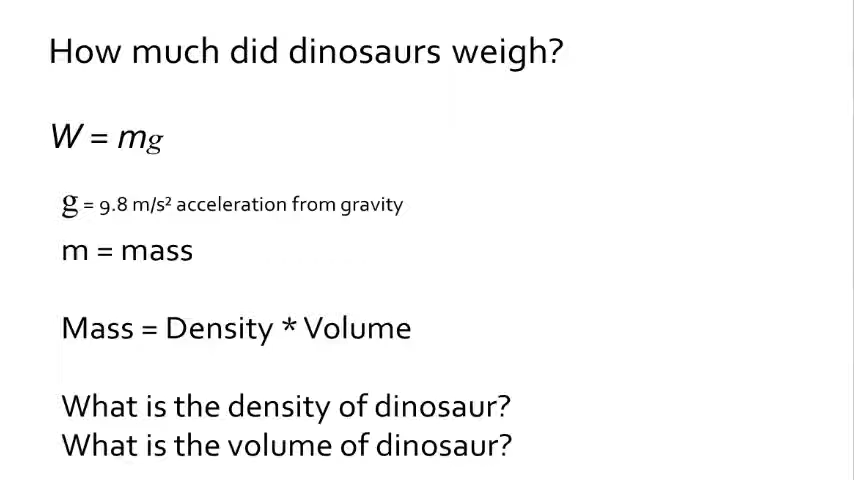 How much did dinosaurs weigh?
W = mg
g = 9.8 m/s² acceleration from gravity
m = mass
Mass = Density * Volume
What is the density of dinosaur?
What is the volume of dinosaur?